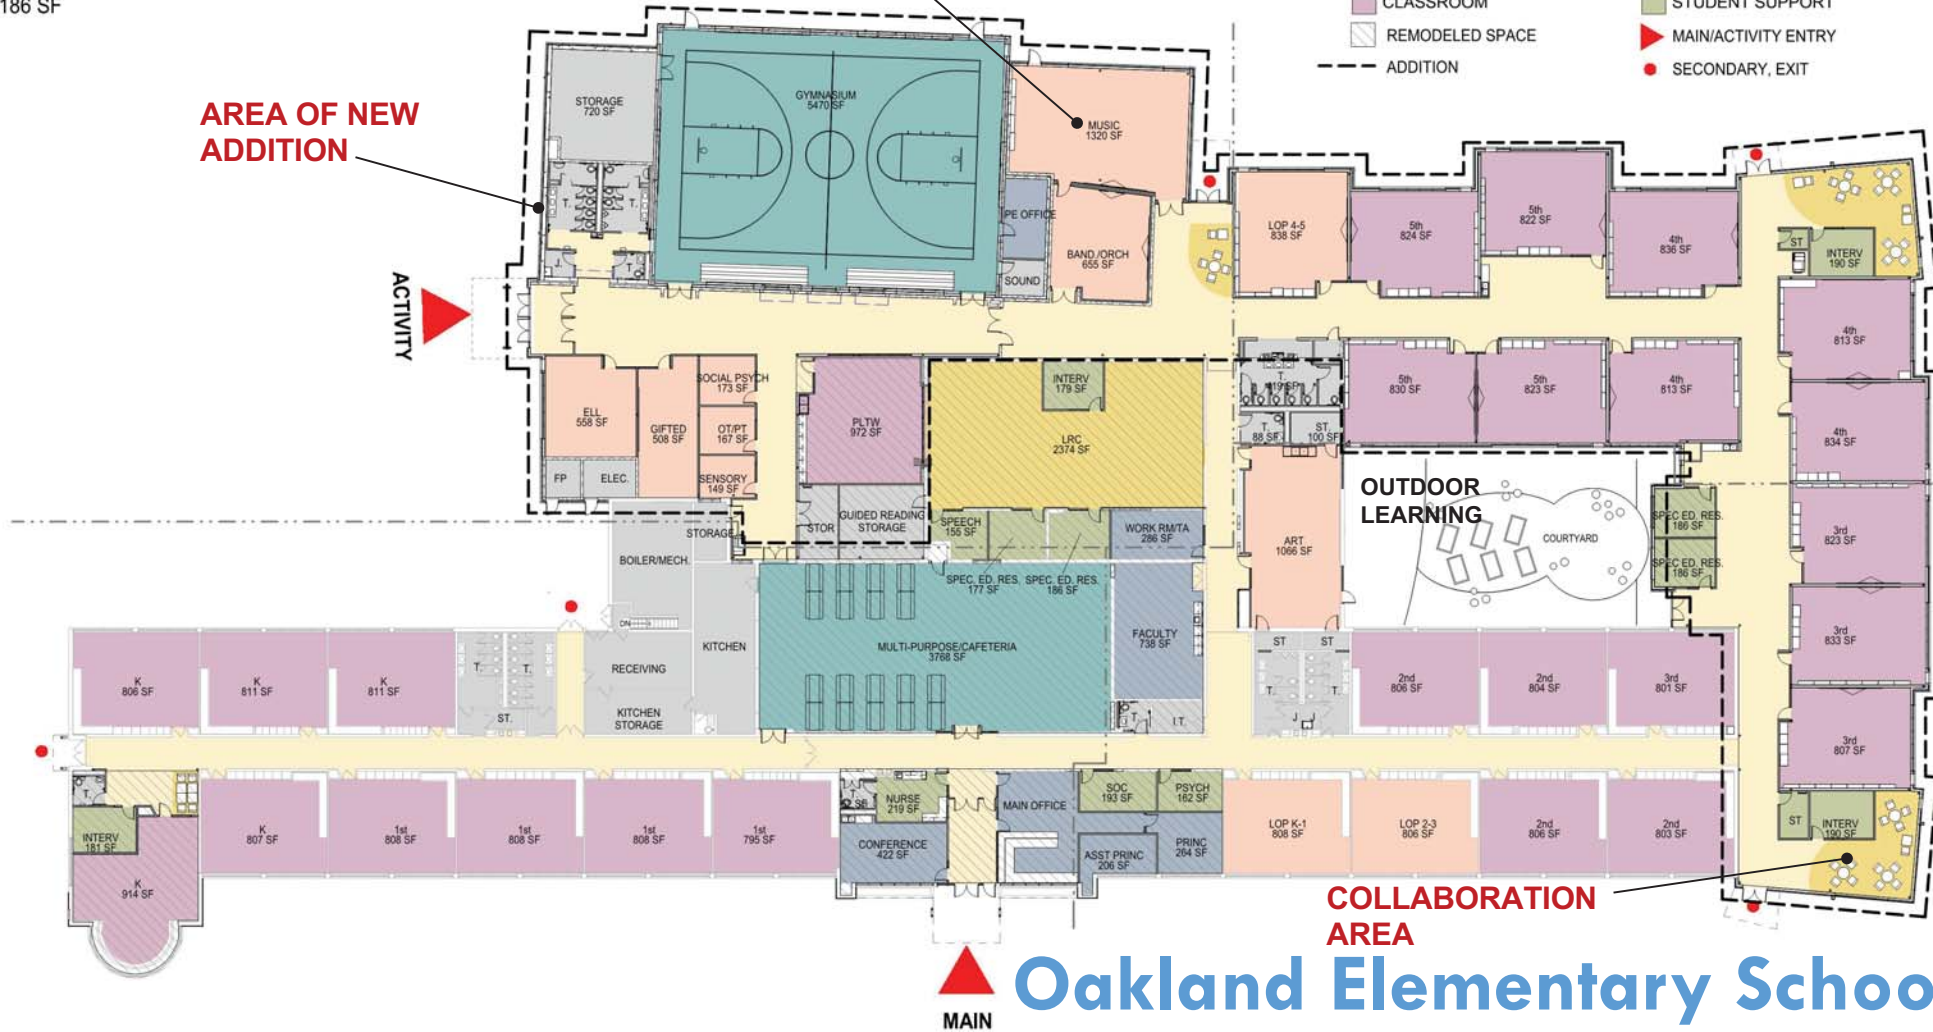 186 SF
CLASSROOM
STUDENT SUPPORT
REMODELED SPACE
MAIN/ACTIVITY ENTRY
ADDITION
SECONDARY, EXIT
AREA OF NEW
ADDITION
STORAGE
720 SF
GYMNASIUM
5470 SF
MUSIC
1320 SF
T.
T.
J.
T.
PE OFFICE
SOUND
BAND./ORCH
655 SF
LOP 4-5
838 SF
5th
824 SF
5th
822 SF
4th
836 SF
ST
INTERV
190 SF
ACTIVITY
ELL
558 SF
GIFTED
508 SF
SOCIAL PSYCH
173 SF
OT/PT
167 SF
SENSORY
149 SF
FP
ELEC.
PLTW
972 SF
INTERV
179 SF
LRC
2374 SF
T.
419 SF
T.
88 SF
ST.
100 SF
5th
830 SF
5th
823 SF
4th
813 SF
4th
813 SF
4th
834 SF
3rd
823 SF
3rd
833 SF
3rd
807 SF
STORAGE
STOR
GUIDED READING
STORAGE
SPEECH
155 SF
SPEC. ED. RES.
177 SF
SPEC. ED. RES.
186 SF
WORK RM/TA
286 SF
ART
1066 SF
OUTDOOR
LEARNING
COURTYARD
SPEC ED. RES.
186 SF
SPEC ED. RES.
186 SF
BOILER/MECH.
DN
KITCHEN
RECEIVING
KITCHEN
STORAGE
MULTI-PURPOSE/CAFETERIA
3768 SF
FACULTY
738 SF
T.
I.T.
ST
ST
T.
T.
J
J
K
806 SF
K
811 SF
K
811 SF
T.
T.
ST.
2nd
806 SF
2nd
804 SF
3rd
801 SF
T.
INTERV
181 SF
K
914 SF
K
807 SF
1st
808 SF
1st
808 SF
1st
808 SF
1st
795 SF
T.
SF
NURSE
219 SF
CONFERENCE
422 SF
MAIN OFFICE
SOC
193 SF
PSYCH
162 SF
ASST PRINC
206 SF
PRINC
264 SF
LOP K-1
808 SF
LOP 2-3
806 SF
2nd
806 SF
2nd
803 SF
ST
INTERV
190 SF
COLLABORATION
AREA
MAIN
Oakland Elementary Schoo